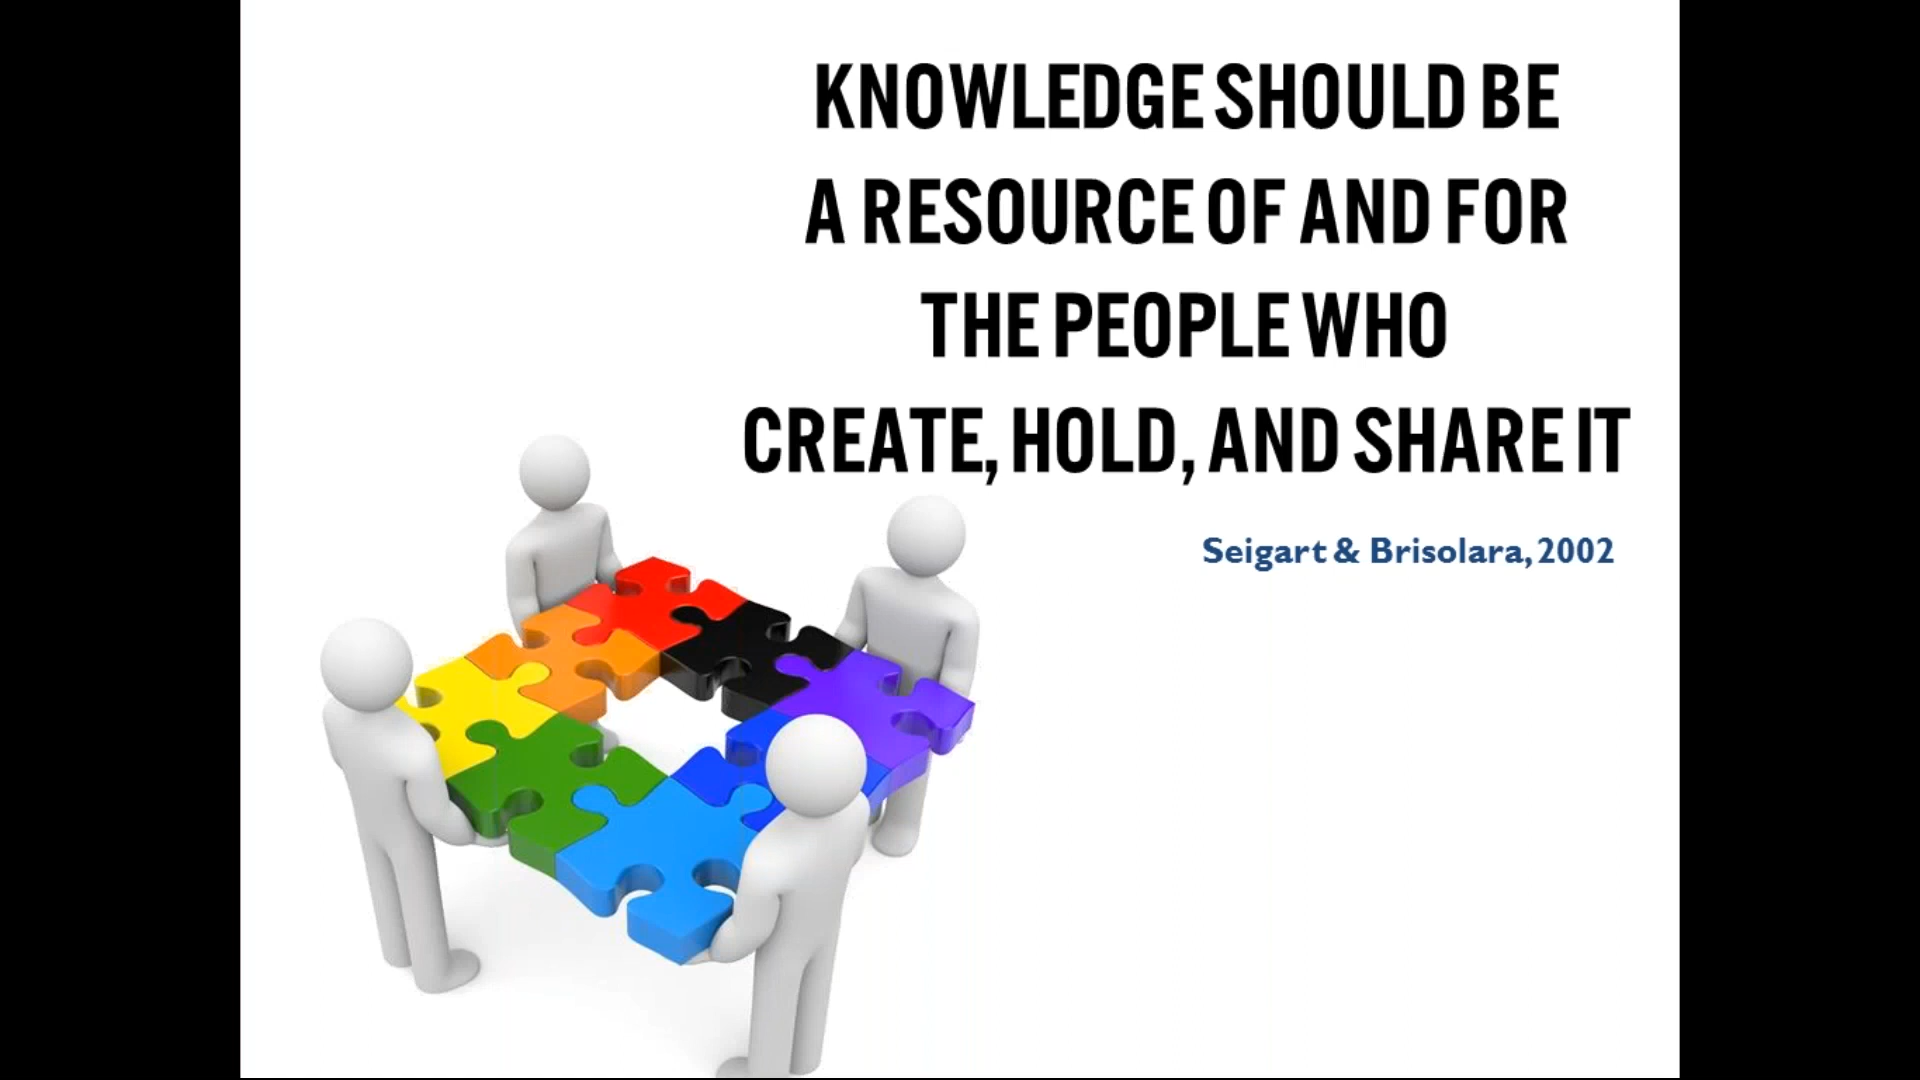 KNOWLEDGE SHOULD BE
A RESOURCE OF AND FOR
THE PEOPLE WHO
CREATE, HOLD, AND SHARE IT
Seigart & Brisolara, 2002